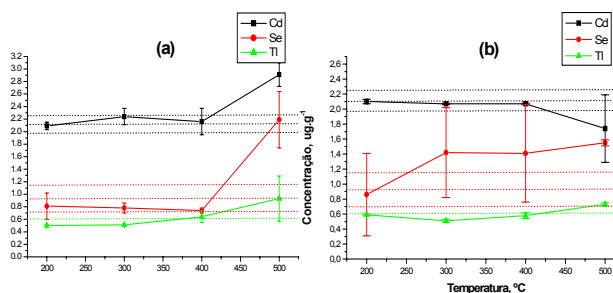 Cd
Se
Tl
(a)
3.2
3.0
2.8
2.6
2.4
2.2
2.0
1.8
1.6
1.4
1.2
1.0
0.8
0.6
0.4
0.2
0.0
200 250 300 350 400 450 500
Cd
Se
Tl
(b)
Concentração, ug.g⁻¹
2,8
2,6
2,4
2,2
2,0
1,8
1,6
1,4
1,2
1,0
0,8
0,6
0,4
0,2
0,0
200 250 300 350 400 450 500
Temperatura, ºC